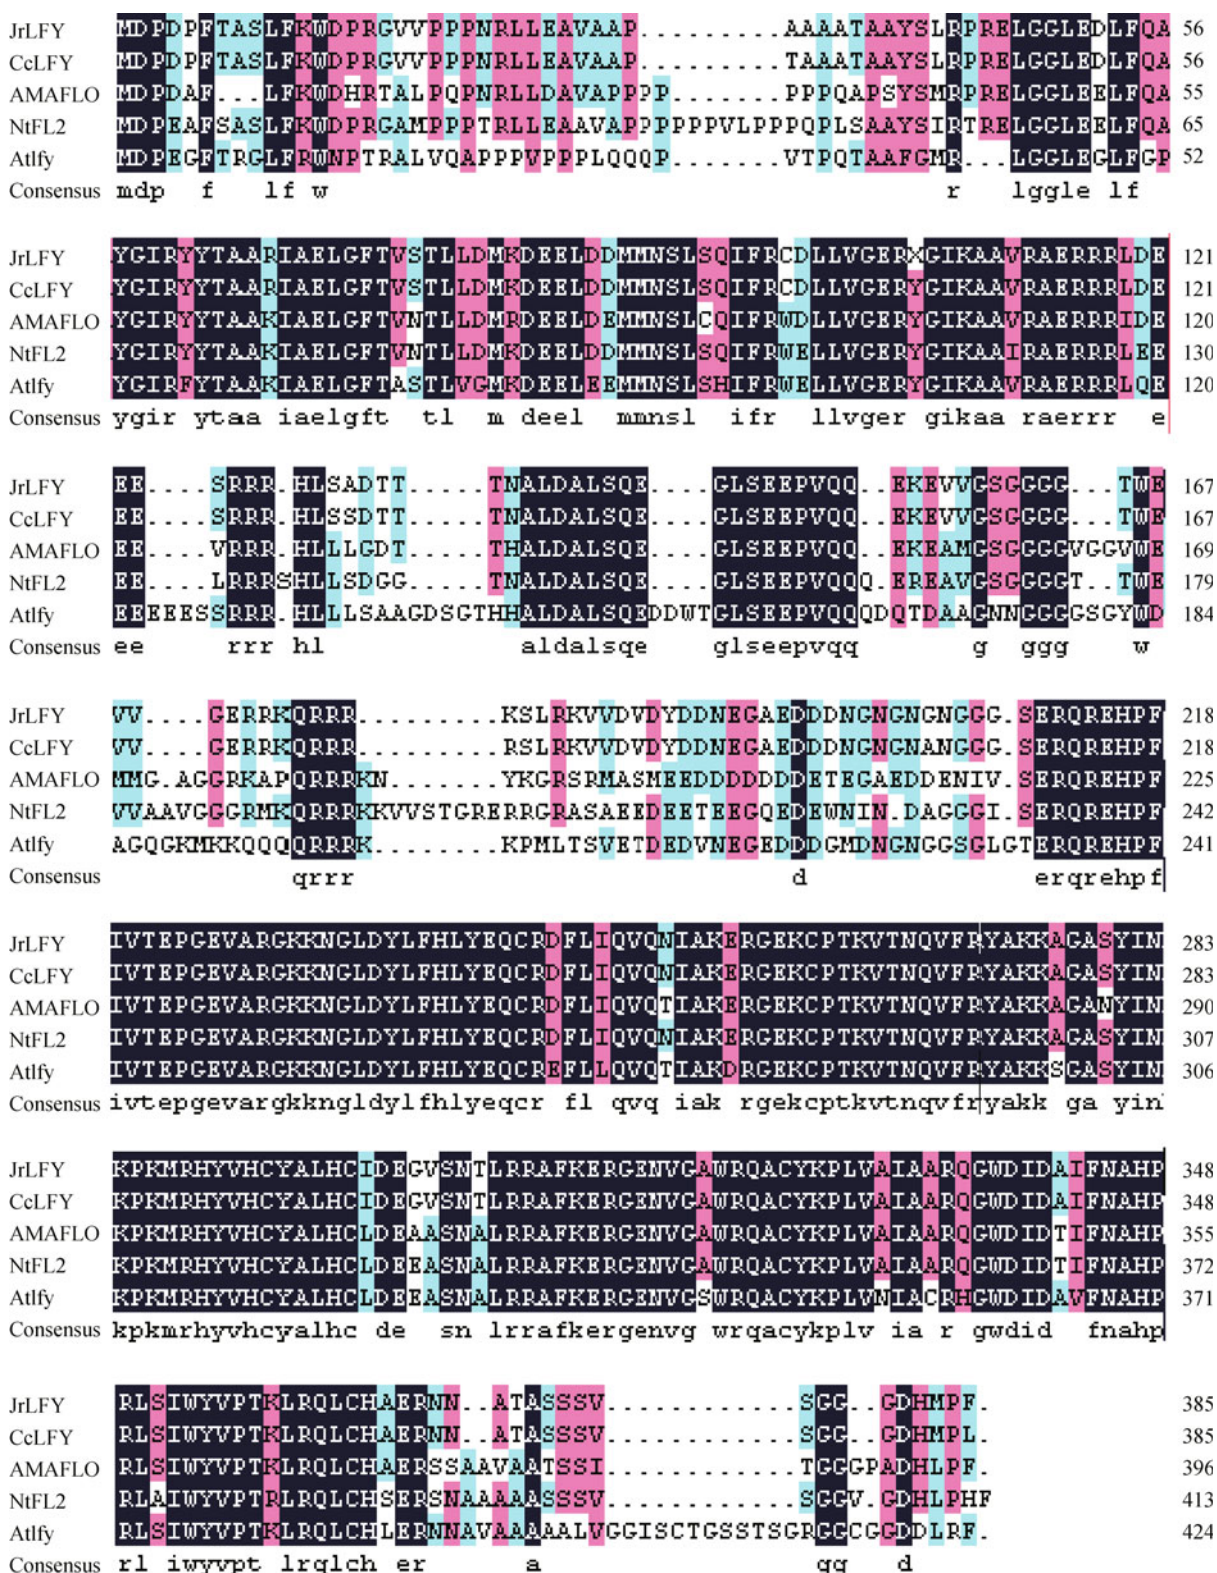 JrLFY MDPDPFTASLFKWDPRGVVPPPNRLLEAVAAP.........AAAATAAYSLRPRELGGLEDLFQA 56
CcLFY MDPDPFTASLFKWDPRGVVPPPNRLLEAVAAP.........TAAATAAYSLRPRELGGLEDLFQA 56
AMAFLO MDPDAF...LFKWDHRTALPQPNRLLDAVAPPPP.......PPPQAPSYSMRPRELGGLEELFQA 55
NtFL2 MDPEAFSASLFKWDPRGAMPPPTRLLEAAVAPPPPPPPVLPPPQPLSAAYSIRTRELGGLEELFQA 65
Atlfy MDPEGFTRGLFRWNPTRALVQAPPPVPPPLQQQP.......VTPQTAAFGMR...LGGLEGLFGP 52
Consensus mdp f lf w r lggle lf
JrLFY YGIRYYTAARIAELGFTVSTLLDMKDEELDDMMNSLSQIFRCDLLVGERXGIKAAVRAERRRLDE 121
CcLFY YGIRYYTAARIAELGFTVSTLLDMKDEELDDMMNSLSQIFRCDLLVGERYGIKAAVRAERRRLDE 121
AMAFLO YGIRYYTAAKIAELGFTVNTLLDMRDEELDEMMNSLCQIFRWDLLVGERYGIKAAVRAERRRIDE 120
NtFL2 YGIRYYTAAKIAELGFTVNTLLDMKDEELDDMMNSLSQIFRWELLVGERYGIKAAIRAERRRLEE 130
Atlfy YGIRFYTAAKIAELGFTASTLVGMKDEELEEMMNSLSHIFRWELLVGERYGIKAAVRAERRRLQE 120
Consensus ygir ytaa iaelgft tl m deel mmnsl ifr llvger gikaa raerrr e
JrLFY EE....SRRR.HLSADTT.....TNALDALSQE....GLSEEPVQQ..EKEVVGSGGGG...TWE 167
CcLFY EE....SRRR.HLSSDTT.....TNALDALSQE....GLSEEPVQQ..EKEVVGSGGGG...TWE 167
AMAFLO EE....VRRR.HLLLGDT.....THALDALSQE....GLSEEPVQQ..EKEAMGSGGGGVGGVWE 169
NtFL2 EE....LRRRSHLLSDGG.....TNALDALSQE....GLSEEPVQQQ.EREAVGSGGGGT.TWE 179
Atlfy EEEEESSRRR.HLLLSAAGDSGTHHALDALSQEDDWTGLSEEPVQQQDQTDAAGNNGGGGSGYWD 184
Consensus ee rrr hl aldalsqe glseepvqq g ggg w
JrLFY VV....GERRKQRRR.........KSLRKVVDVDYDDNEGAEDDDNGNGNGNGGG.SERQREHPF 218
CcLFY VV....GERRKQRRR.........RSLRKVVDVDYDDNEGAEDDDNGNGNANGGG.SERQREHPF 218
AMAFLO MMG.AGGRKAPQRRRKN.......YKGRSRMASMEEDDDDDDDDETEGAEDDENIV.SERQREHPF 225
NtFL2 VVAAVGGGRMKQRRRKKVVSTGRERRGRASAEEDEETEEGQEDEWNIN.DAGGGI.SERQREHPF 242
Atlfy AGQGKMKKQQQQRRRK........KPMLTSVETDEDVNEGEDDDGMDNGNGGSGLGTERQREHPF 241
Consensus qrrr d erqrehpf
JrLFY IVTEPGEVARGKKNGLDYLFHLYEQCRDFLIQVQNIAKERGEKCPTKVTNQVFRYAKKAGASYIN 283
CcLFY IVTEPGEVARGKKNGLDYLFHLYEQCRDFLIQVQNIAKERGEKCPTKVTNQVFRYAKKAGASYIN 283
AMAFLO IVTEPGEVARGKKNGLDYLFHLYEQCRDFLIQVQTIAKERGEKCPTKVTNQVFRYAKKAGANYIN 290
NtFL2 IVTEPGEVARGKKNGLDYLFHLYEQCRDFLIQVQNIAKERGEKCPTKVTNQVFRYAKKAGASYIN 307
Atlfy IVTEPGEVARGKKNGLDYLFHLYEQCREFLLQVQTIAKDRGEKCPTKVTNQVFRYAKKSGASYIN 306
Consensus ivtepgevargkkngldylfhlyeqcr fl qvq iak rgekcptkvtnqvfryakk ga yin
JrLFY KPKMRHYVHCYALHCIDEGVSNTLRRAFKERGENVGAWRQACYKPLVAIAARQGWDIDAIFNAHP 348
CcLFY KPKMRHYVHCYALHCIDEGVSNTLRRAFKERGENVGAWRQACYKPLVAIAARQGWDIDAIFNAHP 348
AMAFLO KPKMRHYVHCYALHCLDEAASNALRRAFKERGENVGAWRQACYKPLVAIAARQGWDIDTIFNAHP 355
NtFL2 KPKMRHYVHCYALHCLDEEASNALRRAFKERGENVGAWRQACYKPLVAIAARQGWDIDTIFNAHP 372
Atlfy KPKMRHYVHCYALHCLDEEASNALRRAFKERGENVGSWRQACYKPLVNIACRHGWDIDAVFNAHP 371
Consensus kpkmrhyvhcyalhc de sn lrrafkergenvg wrqacykplv ia r gwdid fnahp
JrLFY RLSIWYVPTKLRQLCHAERNN..ATASSSV............SGG..GDHMPF. 385
CcLFY RLSIWYVPTKLRQLCHAERNN..ATASSSV............SGG..GDHMPL. 385
AMAFLO RLSIWYVPTKLRQLCHAERSSAAVAATSSI............TGGGPADHLPF. 396
NtFL2 RLAIWYVPTRLRQLCHSERSNAAAAASSSV............SGGV.GDHLPHF 413
Atlfy RLSIWYVPTKLRQLCHLERNNAVAAAAALVGGISCTGSSTSGRGGCGGDDLRF. 424
Consensus rl iwyvpt lrqlch er a gg d